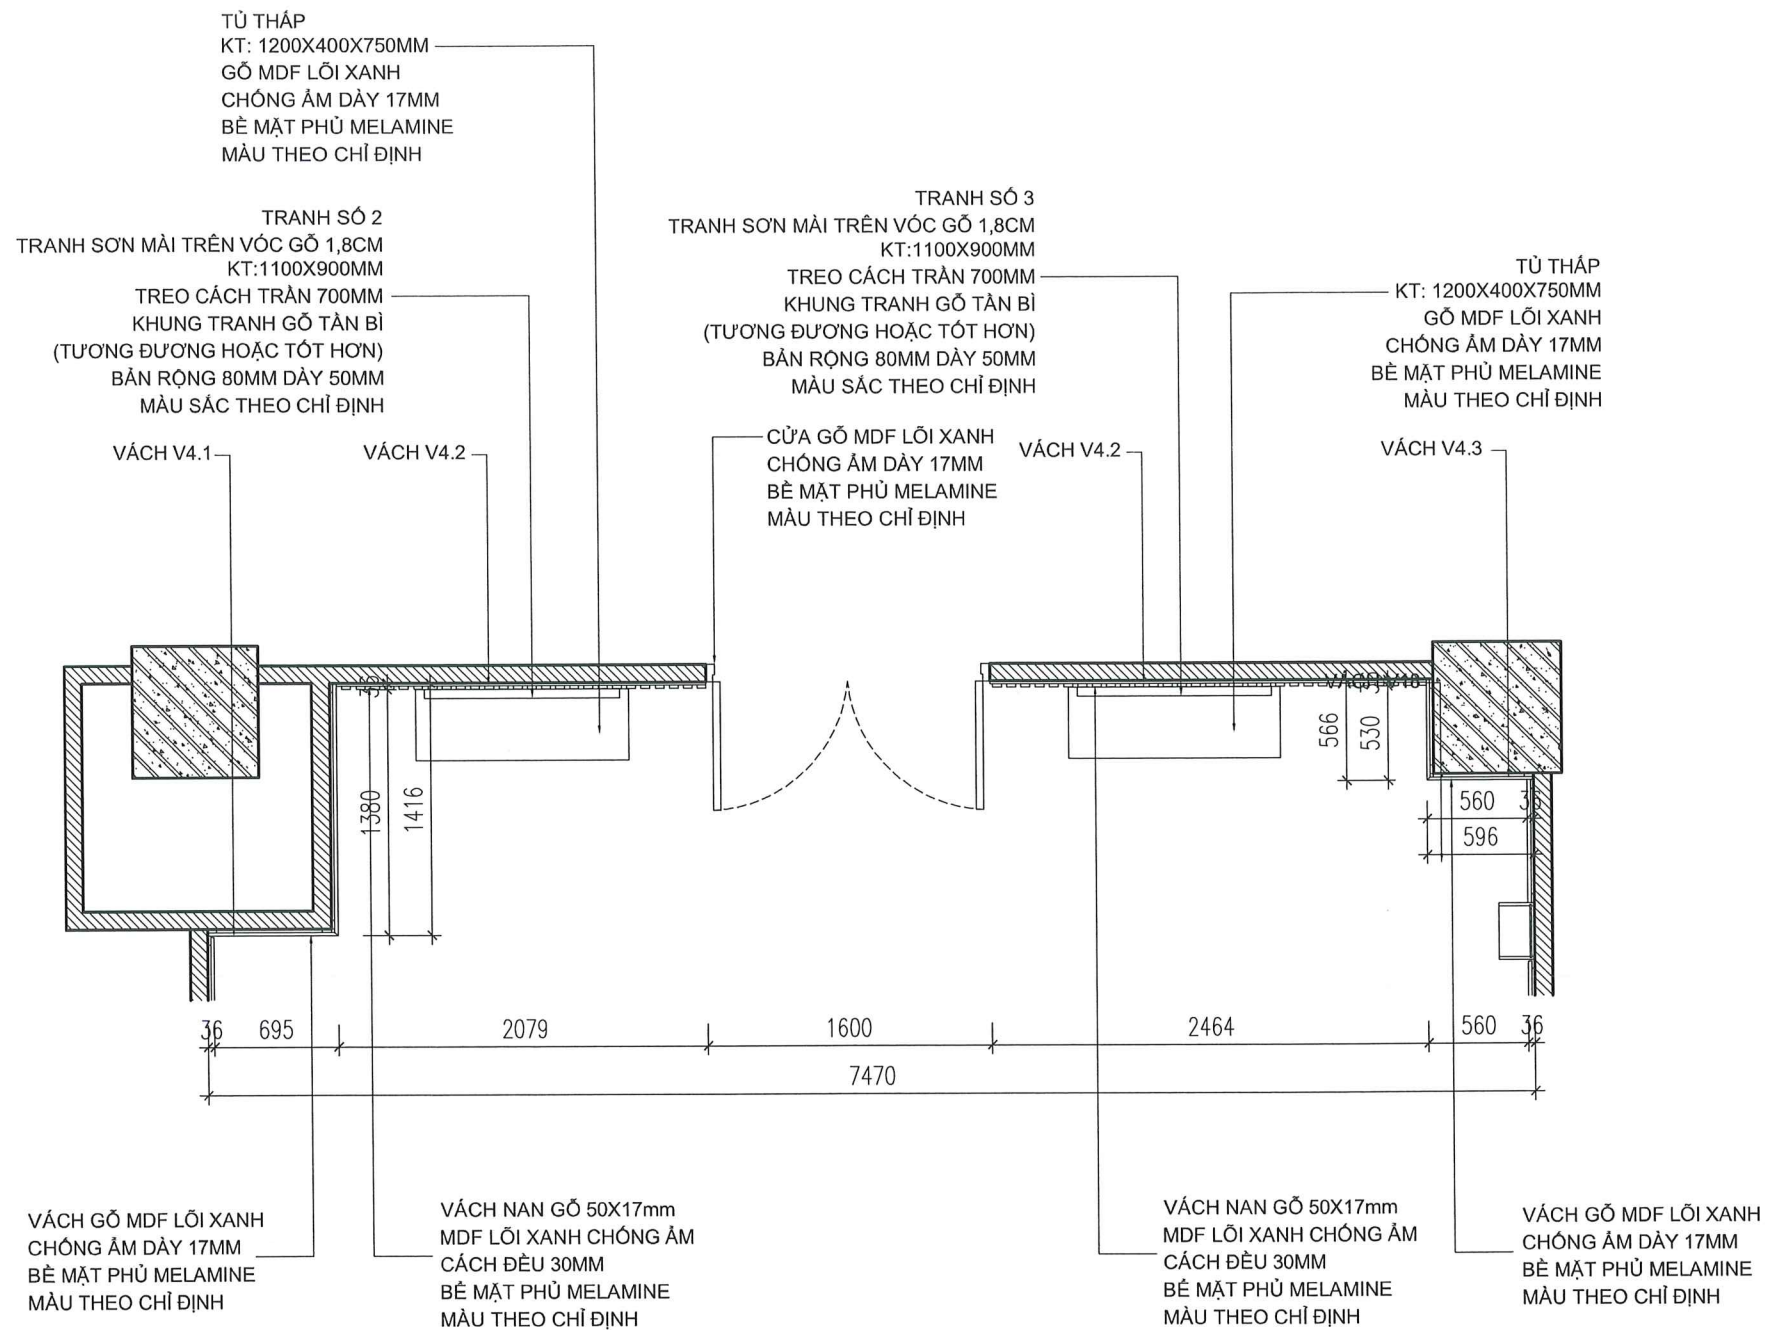 TỦ THẤP
KT: 1200X400X750MM
GỖ MDF LÕI XANH
CHỐNG ẨM DÀY 17MM
BỀ MẶT PHỦ MELAMINE
MÀU THEO CHỈ ĐỊNH
TRANH SỐ 2
TRANH SƠN MÀI TRÊN VÓC GỖ 1,8CM
KT:1100X900MM
TREO CÁCH TRẦN 700MM
KHUNG TRANH GỖ TẦN BÌ
(TƯƠNG ĐƯƠNG HOẶC TỐT HƠN)
BẢN RỘNG 80MM DÀY 50MM
MÀU SẮC THEO CHỈ ĐỊNH
TRANH SỐ 3
TRANH SƠN MÀI TRÊN VÓC GỖ 1,8CM
KT:1100X900MM
TREO CÁCH TRẦN 700MM
KHUNG TRANH GỖ TẦN BÌ
(TƯƠNG ĐƯƠNG HOẶC TỐT HƠN)
BẢN RỘNG 80MM DÀY 50MM
MÀU SẮC THEO CHỈ ĐỊNH
TỦ THẤP
KT: 1200X400X750MM
GỖ MDF LÕI XANH
CHỐNG ẨM DÀY 17MM
BỀ MẶT PHỦ MELAMINE
MÀU THEO CHỈ ĐỊNH
VÁCH V4.1
VÁCH V4.2
CỬA GỖ MDF LÕI XANH
CHỐNG ẨM DÀY 17MM
BỀ MẶT PHỦ MELAMINE
MÀU THEO CHỈ ĐỊNH
VÁCH V4.2
VÁCH V4.3
36
1380
1416
566
530
560
36
596
36
695
2079
1600
2464
560
36
7470
VÁCH GỖ MDF LÕI XANH
CHỐNG ẨM DÀY 17MM
BỀ MẶT PHỦ MELAMINE
MÀU THEO CHỈ ĐỊNH
VÁCH NAN GỖ 50X17mm
MDF LÕI XANH CHỐNG ẨM
CÁCH ĐỀU 30MM
BỀ MẶT PHỦ MELAMINE
MÀU THEO CHỈ ĐỊNH
VÁCH NAN GỖ 50X17mm
MDF LÕI XANH CHỐNG ẨM
CÁCH ĐỀU 30MM
BỀ MẶT PHỦ MELAMINE
MÀU THEO CHỈ ĐỊNH
VÁCH GỖ MDF LÕI XANH
CHỐNG ẨM DÀY 17MM
BỀ MẶT PHỦ MELAMINE
MÀU THEO CHỈ ĐỊNH